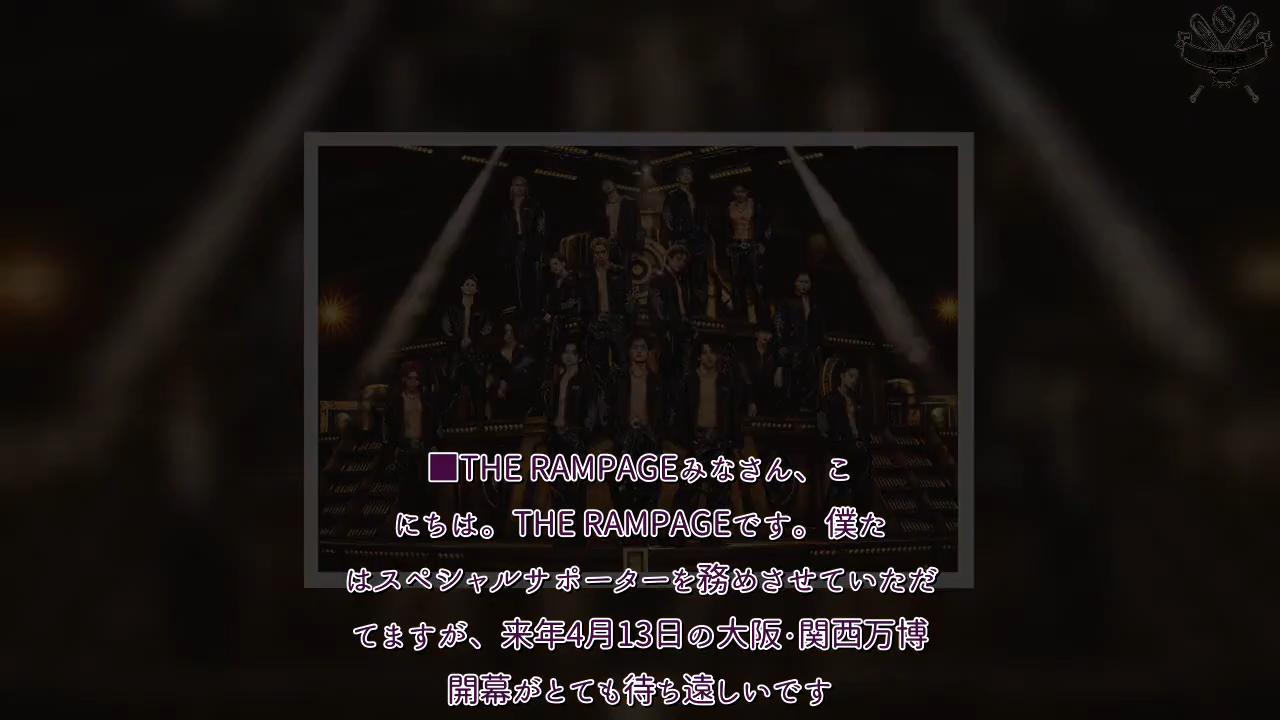 ■THE RAMPAGEみなさん、こ
にちは。THE RAMPAGEです。僕た
はスペシャルサポーターを務めさせていただ
てますが、来年4月13日の大阪·関西万博
開幕がとても待ち遠しいです